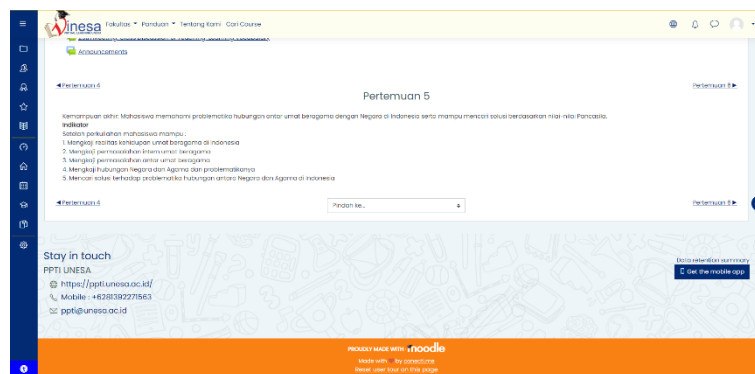 Vinesa Fakultas Panduan Tentang Kami Cari Course
Announcements
Pertemuan 4
Pertemuan 6
Pertemuan 5
Kemampuan akhir: Mahasiswa memahami problematika hubungan antar umat beragama dengan Negara di Indonesia serta mampu mencari solusi berdasarkan nilai-nilai Pancasila.
Indikator
Setelah perkuliahan mahasiswa mampu :
1. Mengkaji realitas kehidupan umat beragama di Indonesia
2. Mengkaji permasalahan intern umat beragama
3. Mengkaji permasalahan antar umat beragama
4. Mengkaji hubungan Negara dan Agama dan problematikanya
5. Mencari solusi terhadap problematika hubungan antara Negara dan Agama di Indonesia
Pertemuan 4
Pindah ke...
Pertemuan 6
Stay in touch
PPTI UNESA
https://ppti.unesa.ac.id/
Mobile : +6281392271563
ppti@unesa.ac.id
Data retention summary
Get the mobile app
PROUDLY MADE WITH moodle
Made with by conecti.me
Reset user tour on this page